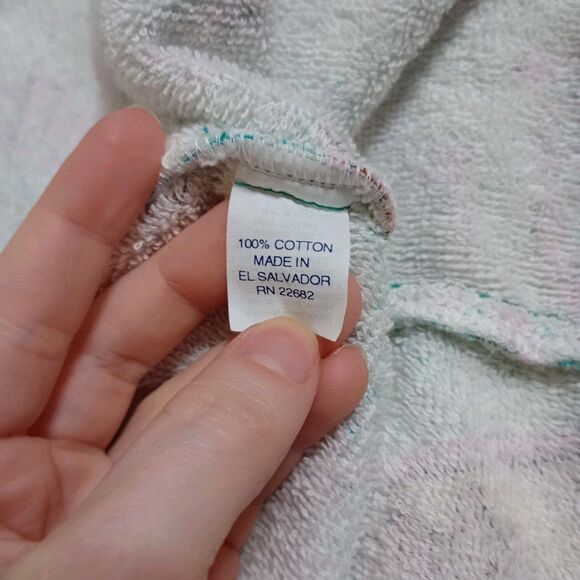 100% COTTON
MADE IN
EL SALVADOR
RN 22682